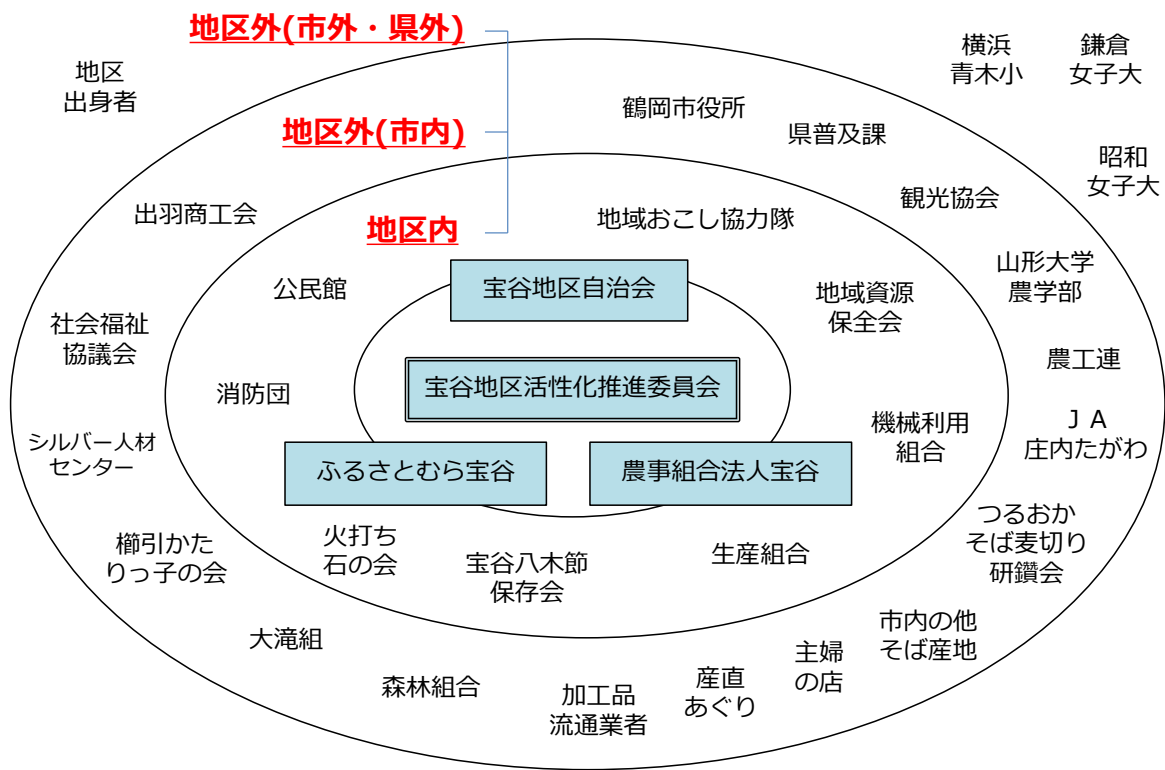 地区外(市外・県外)
横浜
青木小
鎌倉
女子大
地区
出身者
鶴岡市役所
地区外(市内)
県普及課
昭和
女子大
出羽商工会
地区内
地域おこし協力隊
観光協会
公民館
宝谷地区自治会
地域資源
保全会
山形大学
農学部
社会福祉
協議会
農工連
消防団
宝谷地区活性化推進委員会
機械利用
組合
ＪＡ
庄内たがわ
シルバー人材
センター
ふるさとむら宝谷
農事組合法人宝谷
つるおか
そば麦切り
研鑽会
櫛引かた
りっ子の会
火打ち
石の会
宝谷八木節
保存会
生産組合
大滝組
市内の他
そば産地
森林組合
加工品
流通業者
産直
あぐり
主婦
の店